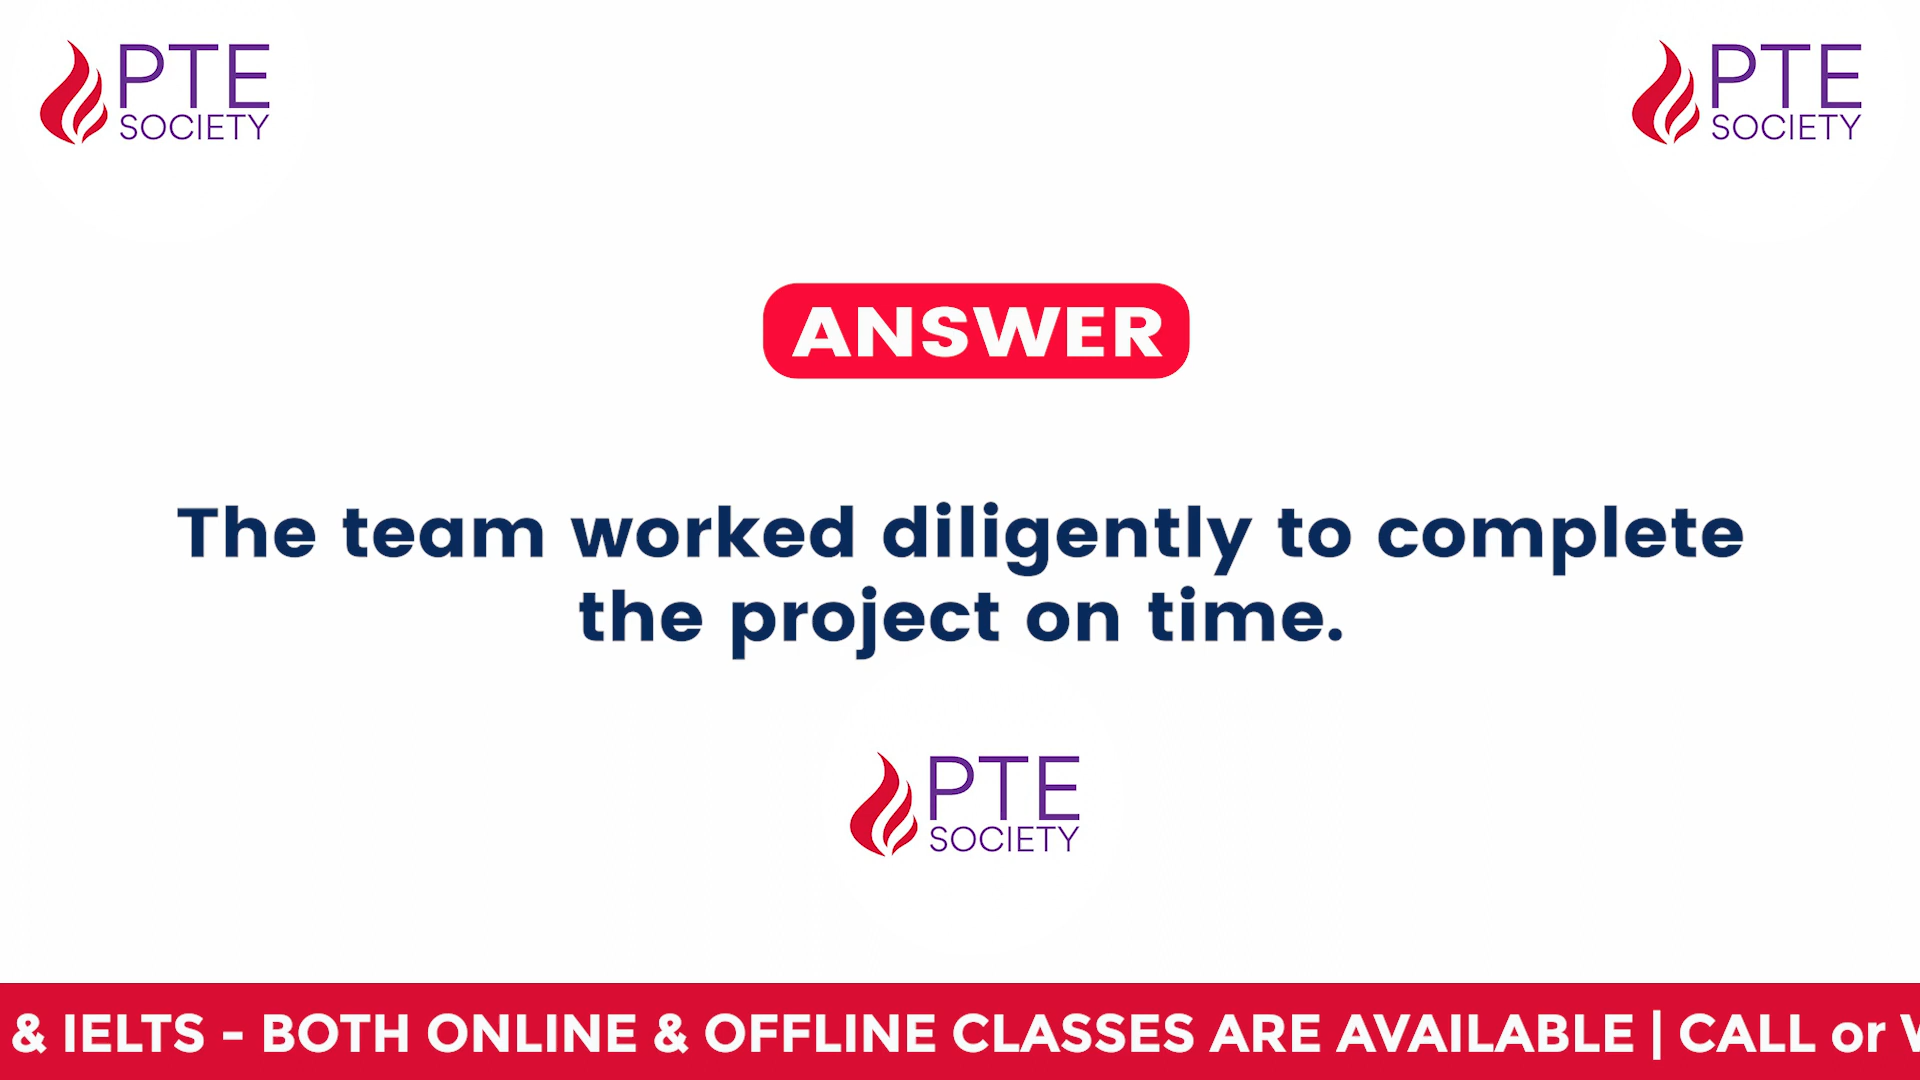 PTE
SOCIETY
PTE
SOCIETY
ANSWER
The team worked diligently to complete
the project on time.
PTE
SOCIETY
& IELTS - BOTH ONLINE & OFFLINE CLASSES ARE AVAILABLE | CALL or